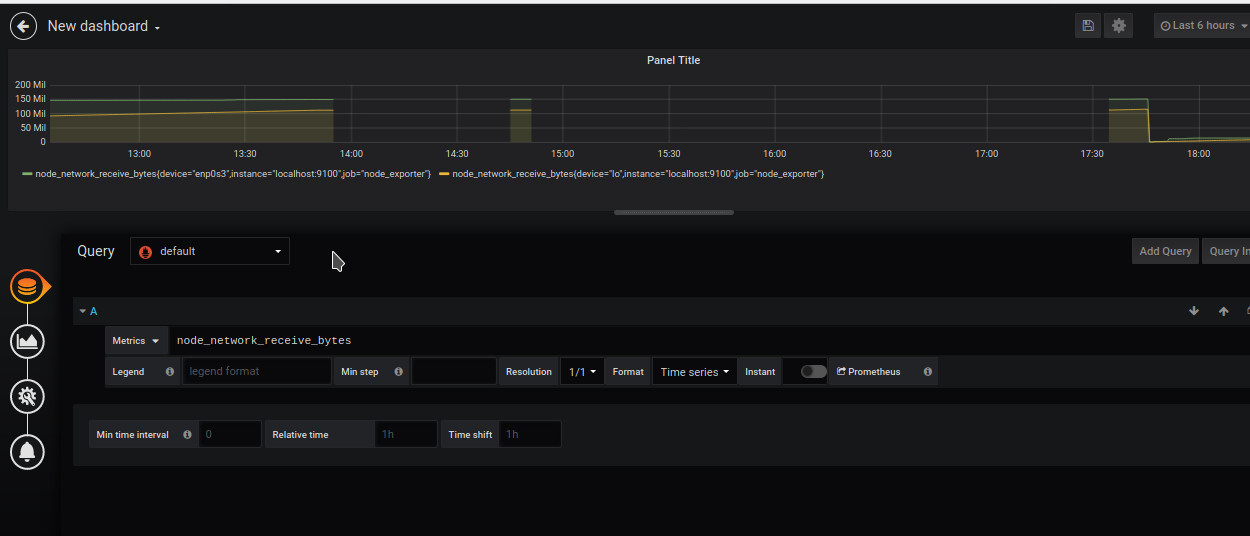 New dashboard
Last 6 hours
Panel Title
200 Mil
150 Mil
100 Mil
50 Mil
0
13:00 13:30 14:00 14:30 15:00 15:30 16:00 16:30 17:00 17:30 18:00
node_network_receive_bytes{device="enp0s3",instance="localhost:9100",job="node_exporter"} node_network_receive_bytes{device="lo",instance="localhost:9100",job="node_exporter"}
Query default Add Query Query In
A
Metrics node_network_receive_bytes
Legend legend format Min step Resolution 1/1 Format Time series Instant Prometheus
Min time interval 0 Relative time 1h Time shift 1h